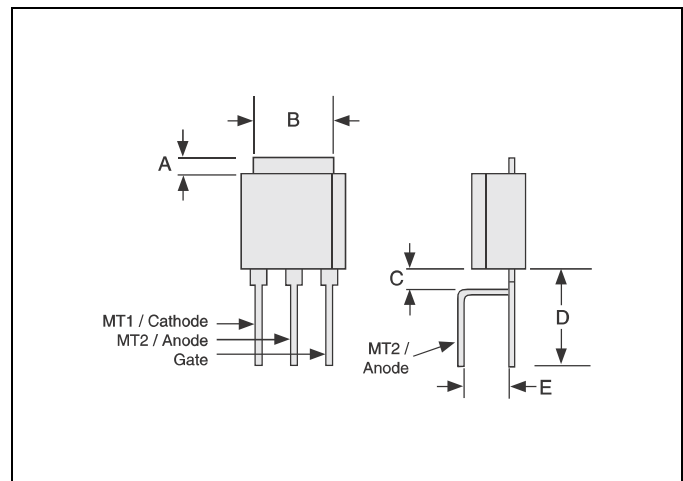 B
A
C
MT1 / Cathode
MT2 / Anode
Gate
MT2 /
Anode
D
E